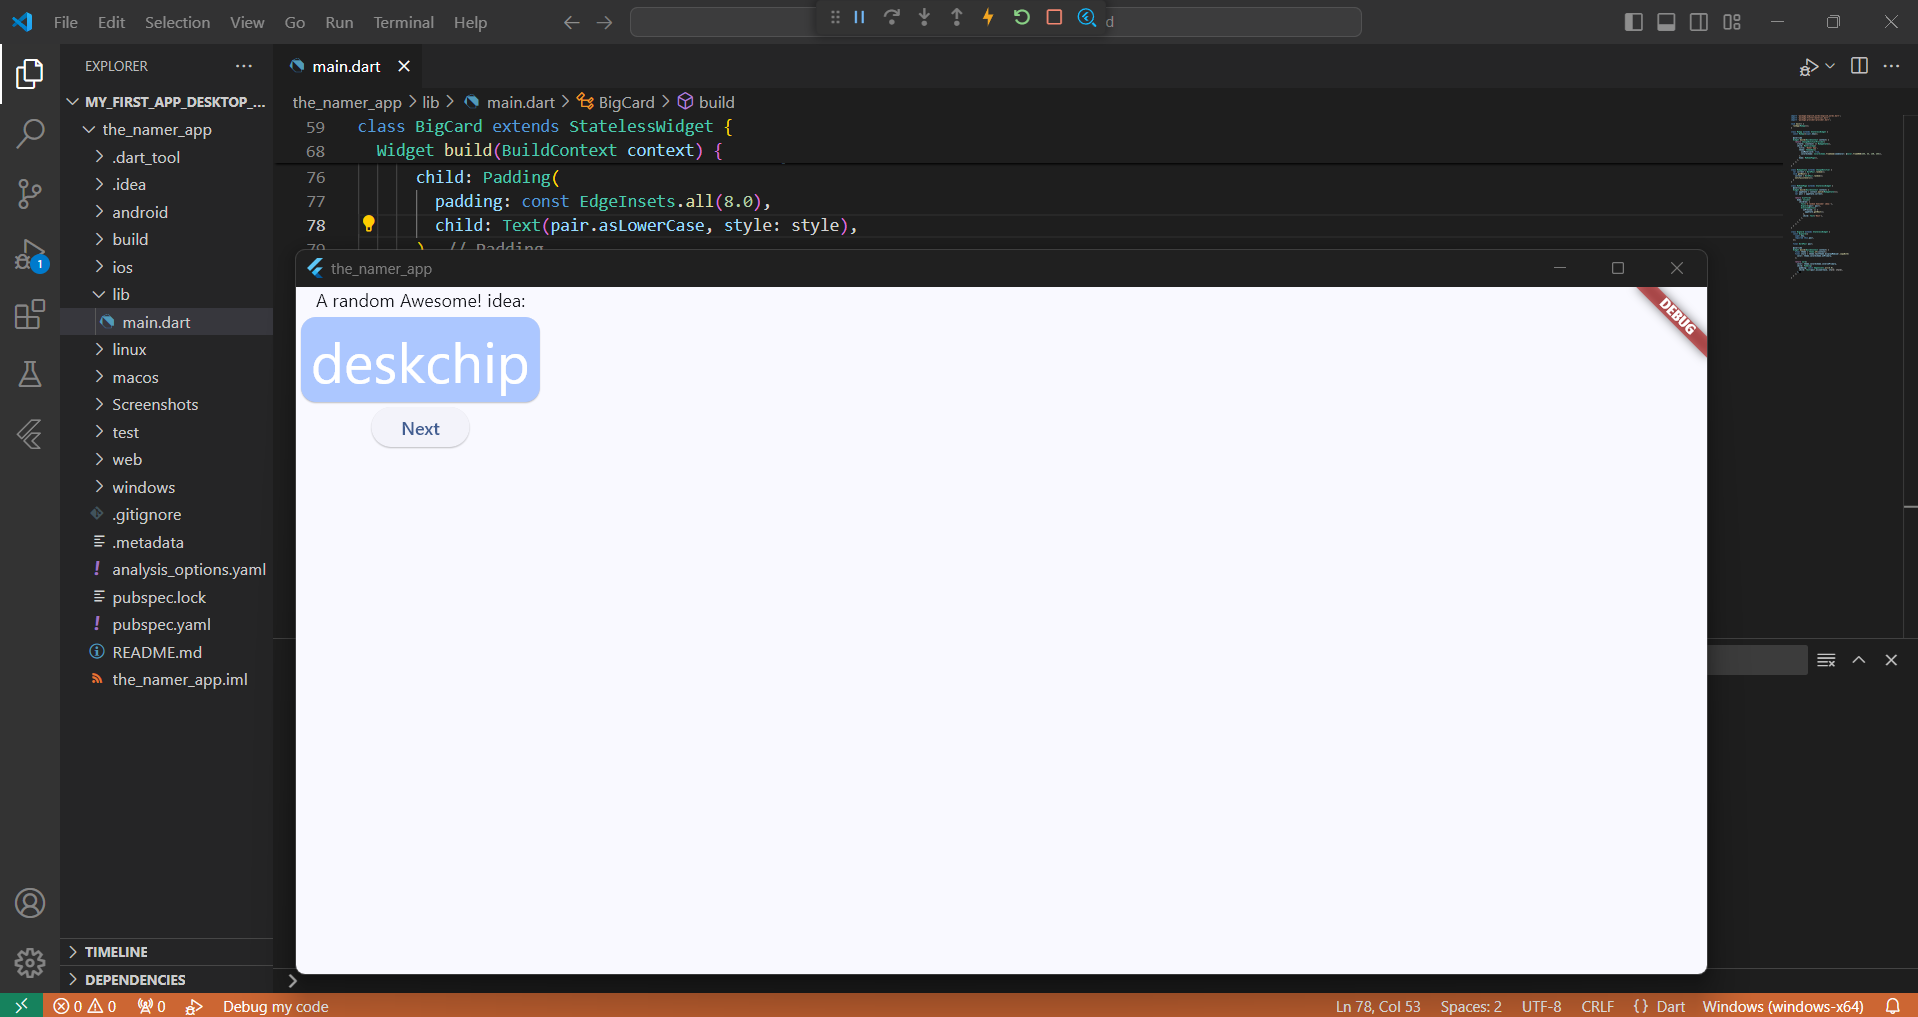 File Edit Selection View Go Run Terminal Help
d
EXPLORER
MY_FIRST_APP_DESKTOP_...
the_namer_app
.dart_tool
.idea
android
build
ios
lib
main.dart
linux
macos
Screenshots
test
web
windows
.gitignore
.metadata
analysis_options.yaml
pubspec.lock
pubspec.yaml
README.md
the_namer_app.iml
TIMELINE
DEPENDENCIES
1
main.dart
the_namer_app > lib > main.dart > BigCard > build
59 class BigCard extends StatelessWidget {
68 Widget build(BuildContext context) {
76 child: Padding(
77 padding: const EdgeInsets.all(8.0),
78 child: Text(pair.asLowerCase, style: style),
79 ) // Padding
the_namer_app
A random Awesome! idea:
deskchip
Next
DEBUG
0 0 0 Debug my code Ln 78, Col 53 Spaces: 2 UTF-8 CRLF {} Dart Windows (windows-x64)